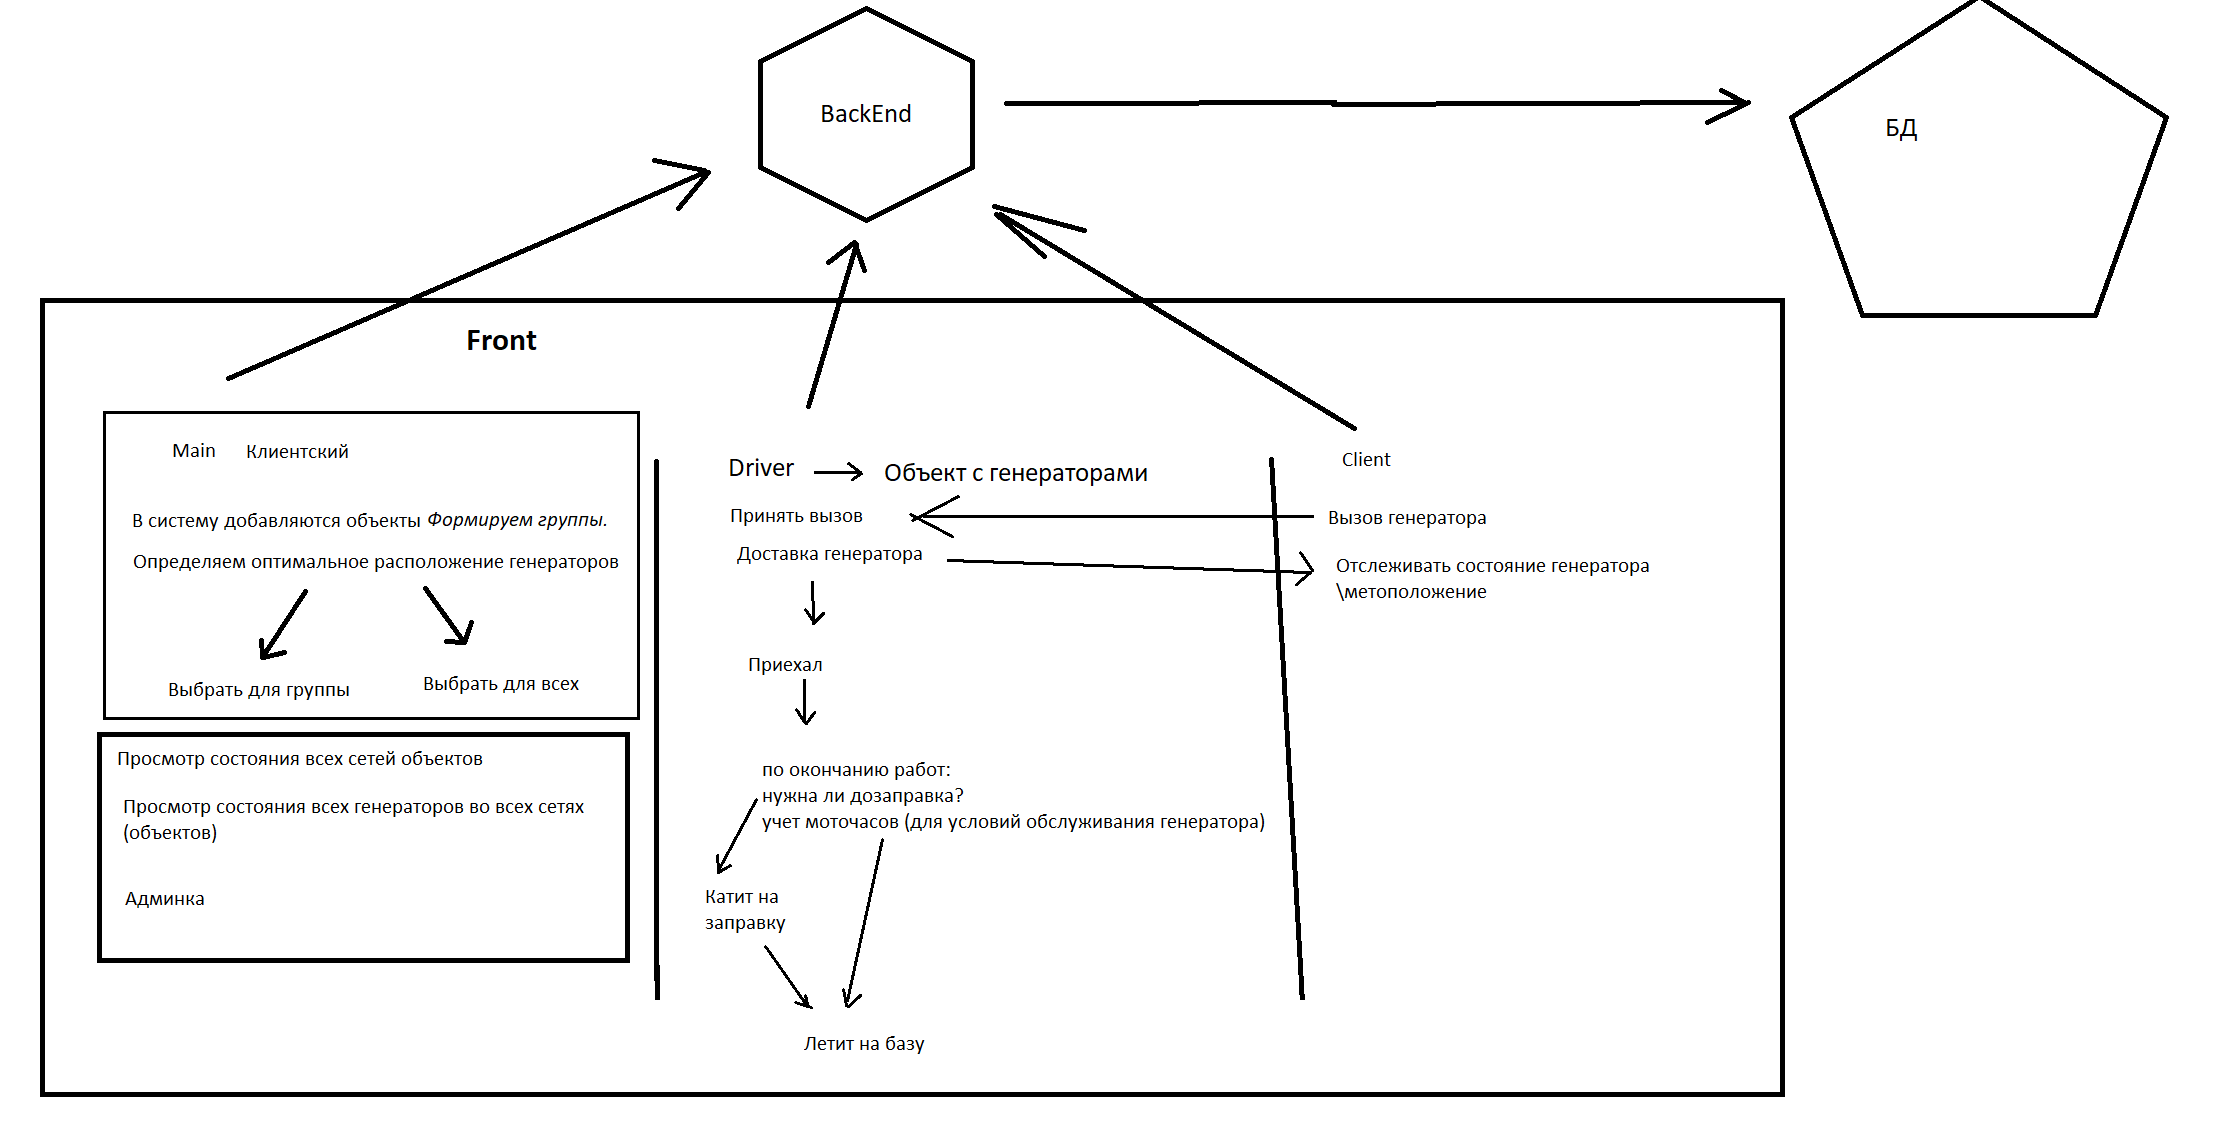 BackEnd
БД
Front
Main Клиентский
В систему добавляются объекты Формируем группы.
Определяем оптимальное расположение генераторов
Выбрать для группы
Выбрать для всех
Просмотр состояния всех сетей объектов
Просмотр состояния всех генераторов во всех сетях
(объектов)
Админка
Driver
Объект с генераторами
Принять вызов
Доставка генератора
Приехал
по окончанию работ:
нужна ли дозаправка?
учет моточасов (для условий обслуживания генератора)
Катит на
заправку
Летит на базу
Client
Вызов генератора
Отслеживать состояние генератора
\метоположение